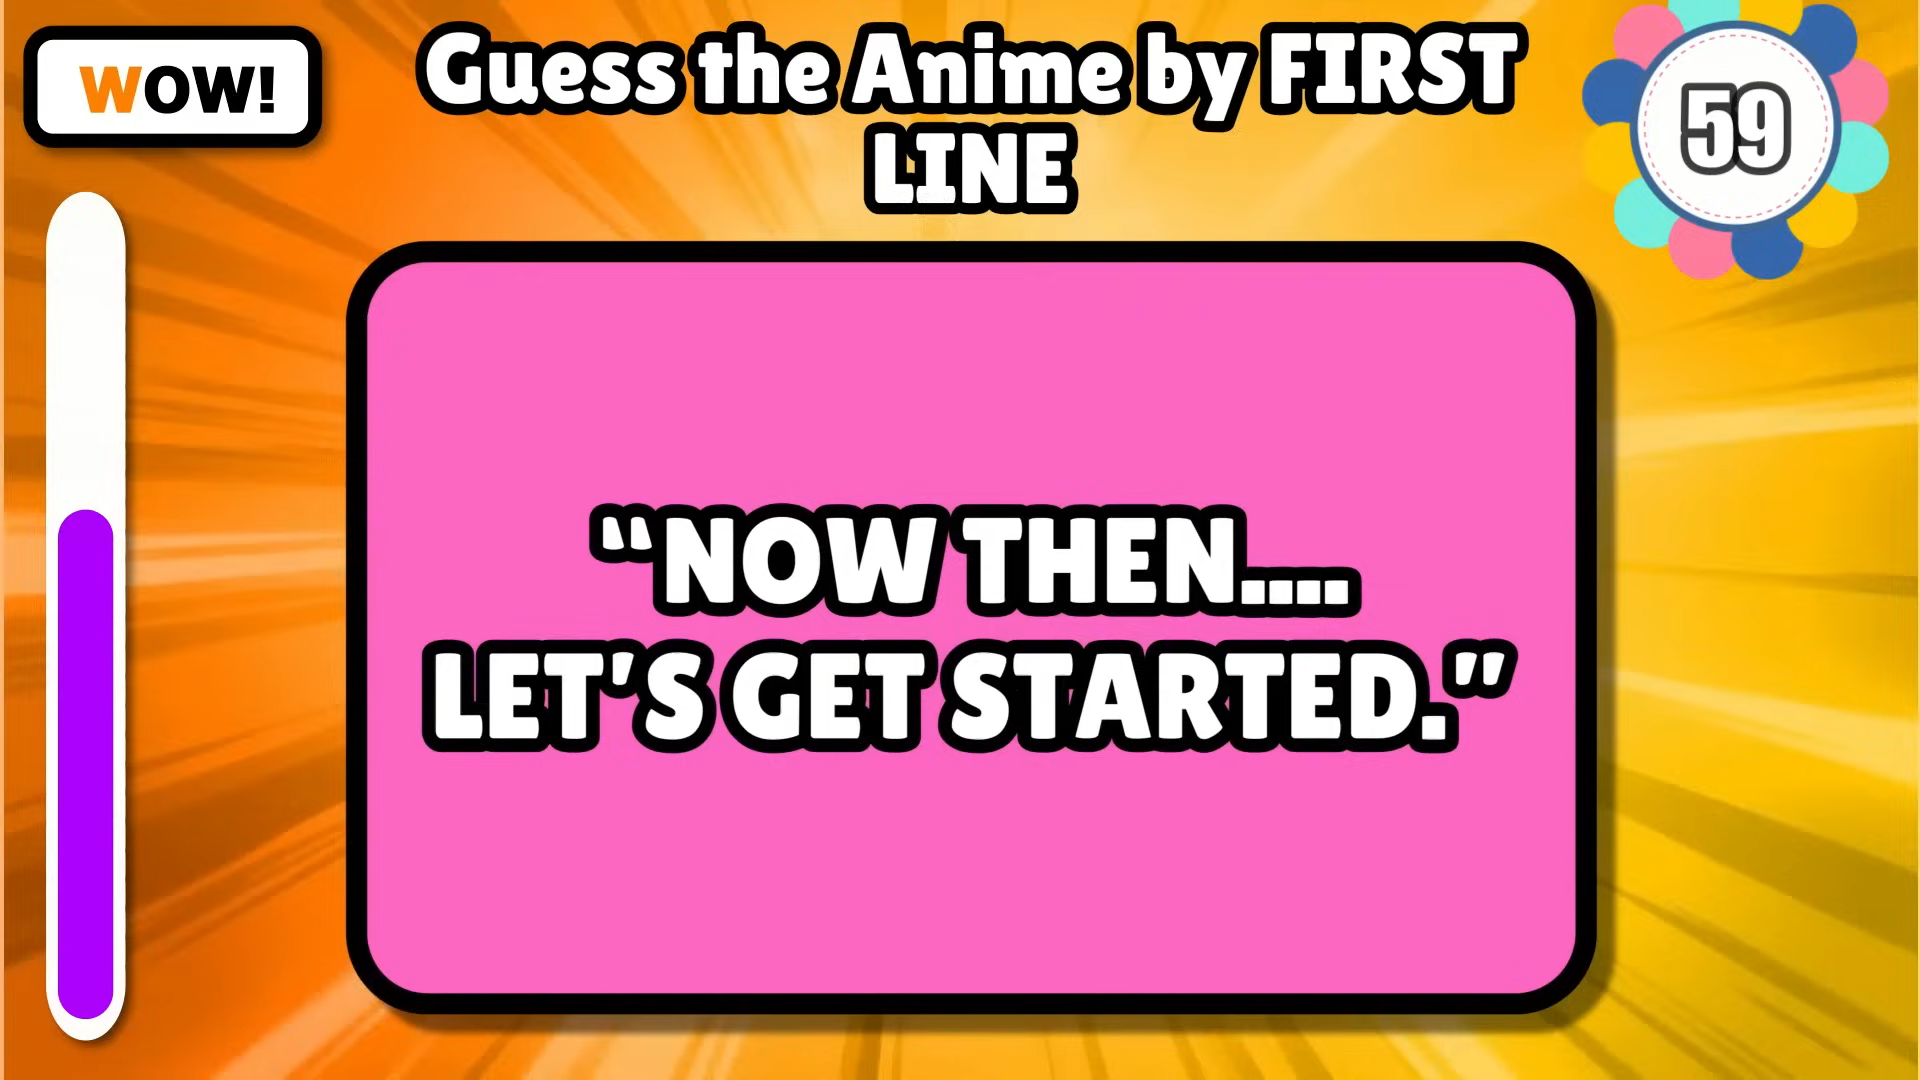 WOW!
Guess the Anime by FIRST
LINE
59
“NOW THEN....
LET’S GET STARTED.”